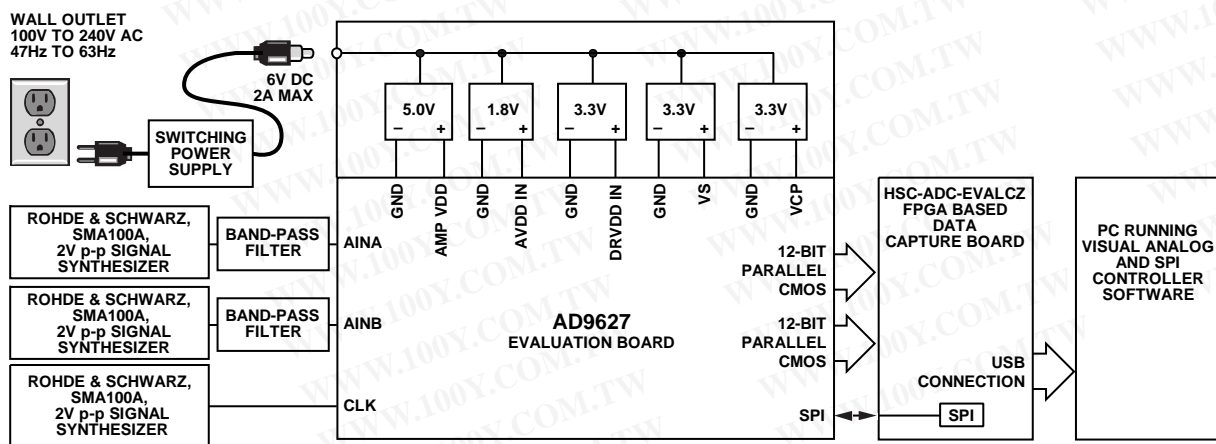 WALL OUTLET
100V TO 240V AC
47Hz TO 63Hz
6V DC
2A MAX
SWITCHING
POWER
SUPPLY
5.0V
– +
1.8V
– +
3.3V
– +
3.3V
– +
3.3V
– +
GND
AMP VDD
GND
AVDD IN
GND
DRVDD IN
GND
VS
GND
VCP
ROHDE & SCHWARZ,
SMA100A,
2V p-p SIGNAL
SYNTHESIZER
BAND-PASS
FILTER
AINA
ROHDE & SCHWARZ,
SMA100A,
2V p-p SIGNAL
SYNTHESIZER
BAND-PASS
FILTER
AINB
ROHDE & SCHWARZ,
SMA100A,
2V p-p SIGNAL
SYNTHESIZER
CLK
AD9627
EVALUATION BOARD
12-BIT
PARALLEL
CMOS
12-BIT
PARALLEL
CMOS
SPI
HSC-ADC-EVALCZ
FPGA BASED
DATA
CAPTURE BOARD
USB
CONNECTION
SPI
PC RUNNING
VISUAL ANALOG
AND SPI
CONTROLLER
SOFTWARE
WWW.100Y.COM.TW